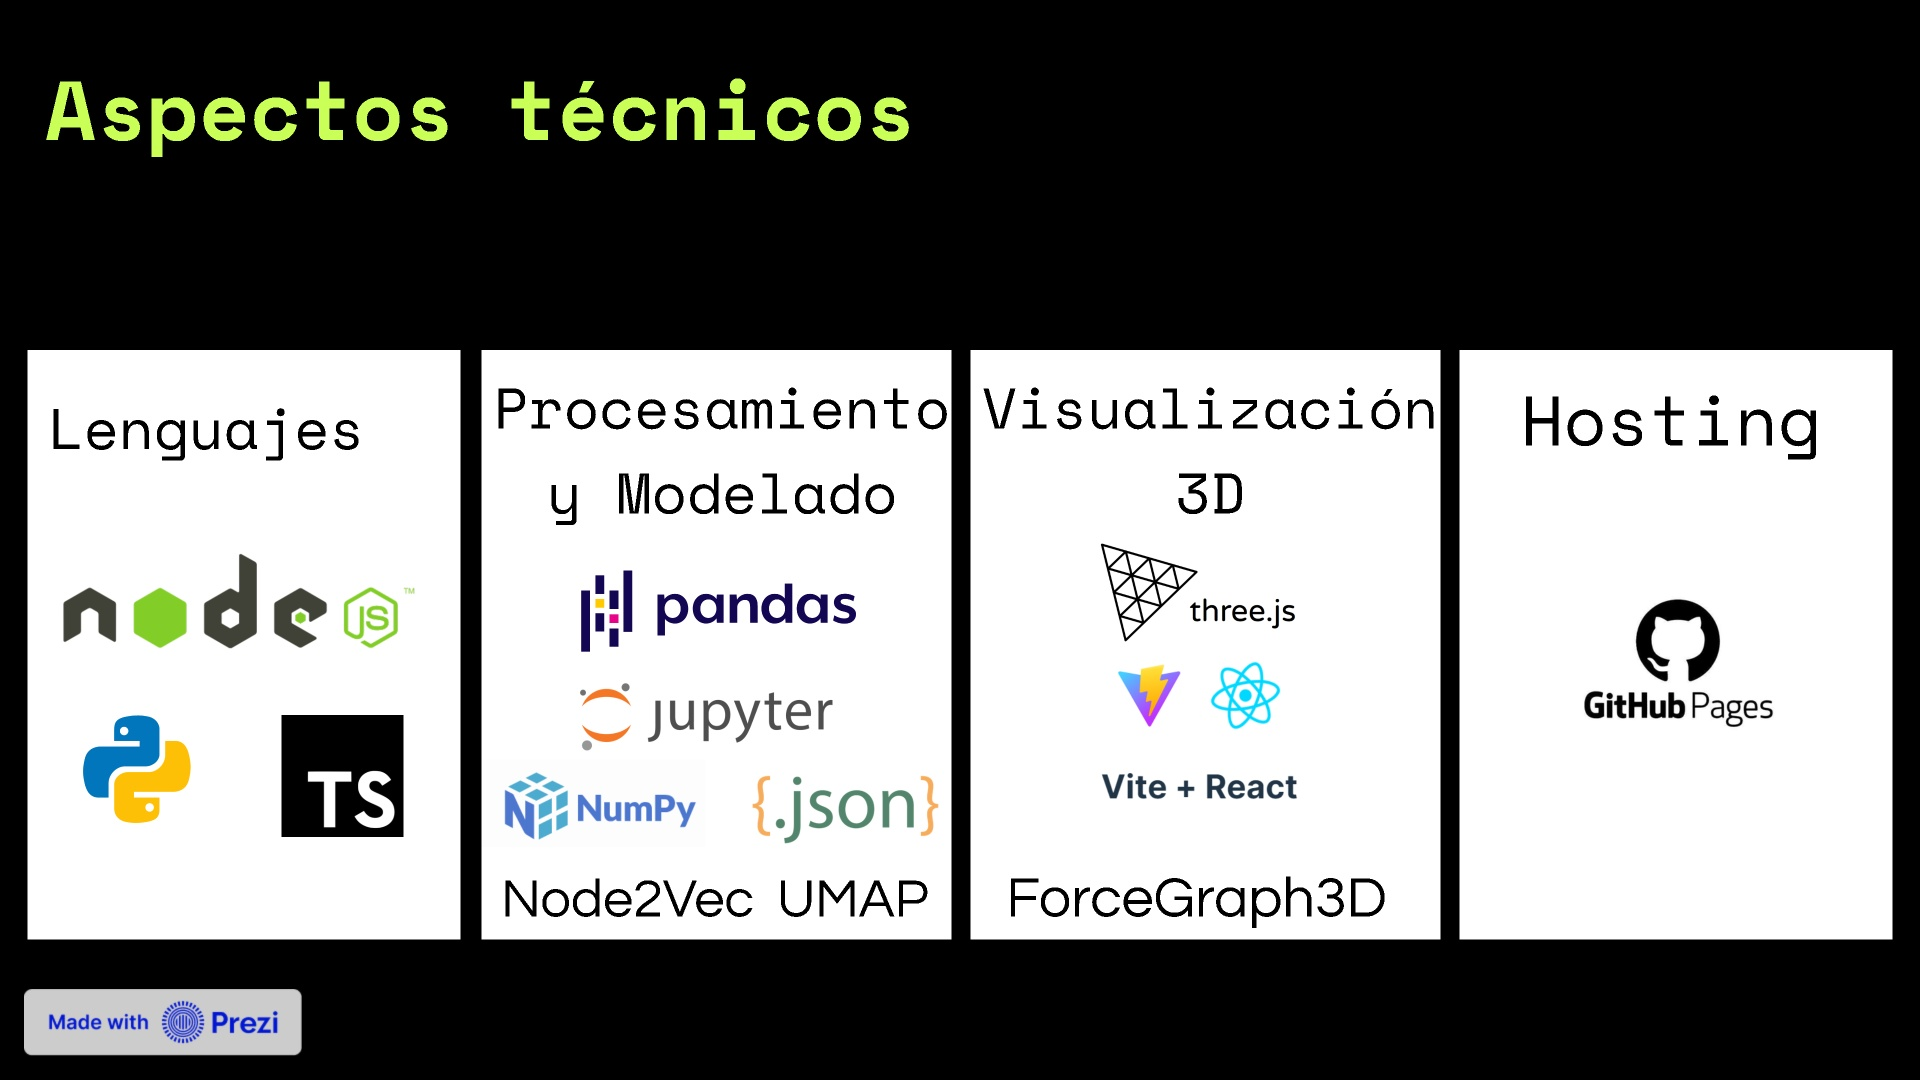 Aspectos técnicos
Lenguajes
node JS ™
TS
Procesamiento
y Modelado
pandas
jupyter
NumPy {.json}
Node2Vec UMAP
Visualización
3D
three.js
Vite + React
ForceGraph3D
Hosting
GitHub Pages
Made with Prezi